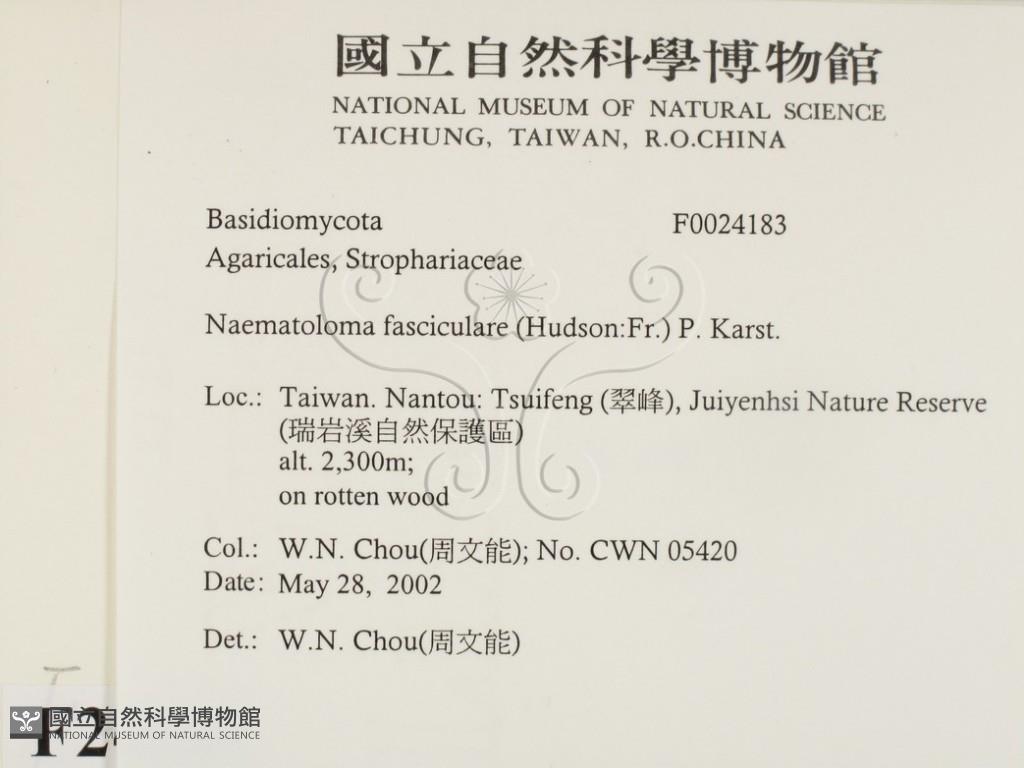 國立自然科學博物館
NATIONAL MUSEUM OF NATURAL SCIENCE
TAICHUNG, TAIWAN, R.O.CHINA
Basidiomycota F0024183
Agaricales, Strophariaceae
Naematoloma fasciculare (Hudson:Fr.) P. Karst.
Loc.: Taiwan. Nantou: Tsuifeng (翠峰), Juiyenhsi Nature Reserve
(瑞岩溪自然保護區)
alt. 2,300m;
on rotten wood
Col.: W.N. Chou(周文能); No. CWN 05420
Date: May 28, 2002
Det.: W.N. Chou(周文能)
F2
國立自然科學博物館
NATIONAL MUSEUM OF NATURAL SCIENCE